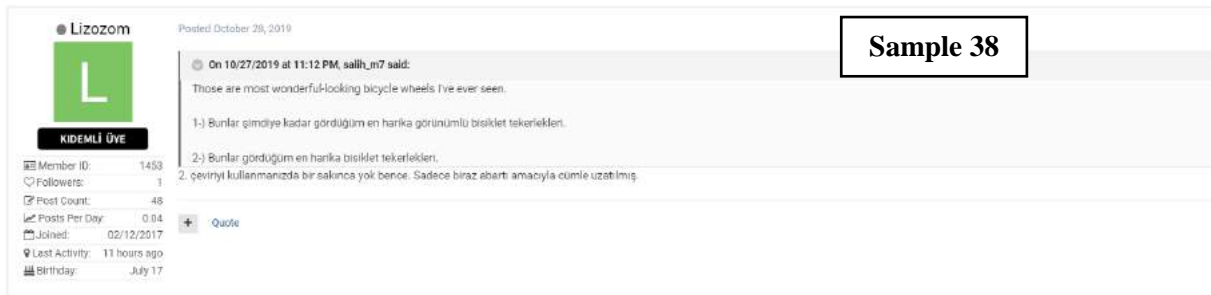 Lizozom
Posted October 28, 2019
Sample 38
On 10/27/2019 at 11:12 PM, salih_m7 said:
L
Those are most wonderful-looking bicycle wheels I've ever seen.
1-) Bunlar şimdiye kadar gördüğüm en harika görünümlü bisiklet tekerlekleri.
KIDEMLİ ÜYE
2-) Bunlar gördüğüm en harika bisiklet tekerlekleri.
Member ID: 1453
2. çeviriyi kullanmanızda bir sakınca yok bence. Sadece biraz abartı amacıyla cümle uzatılmış.
Followers: 1
Post Count: 48
Posts Per Day: 0.04
+ Quote
Joined: 02/12/2017
Last Activity: 11 hours ago
Birthday: July 17